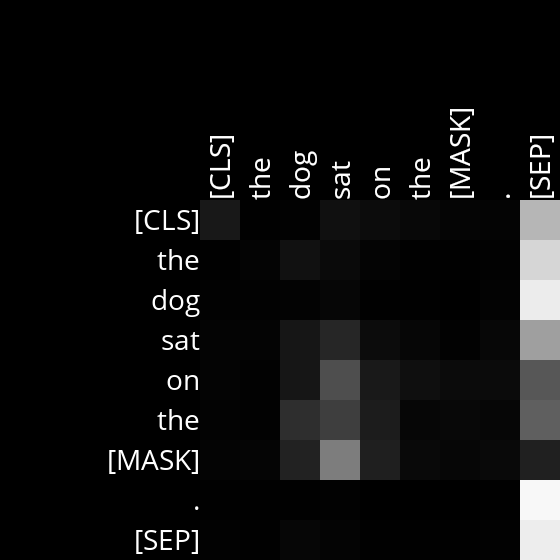 [CLS] the dog sat on the [MASK] . [SEP]
[CLS]
the
dog
sat
on
the
[MASK]
.
[SEP]